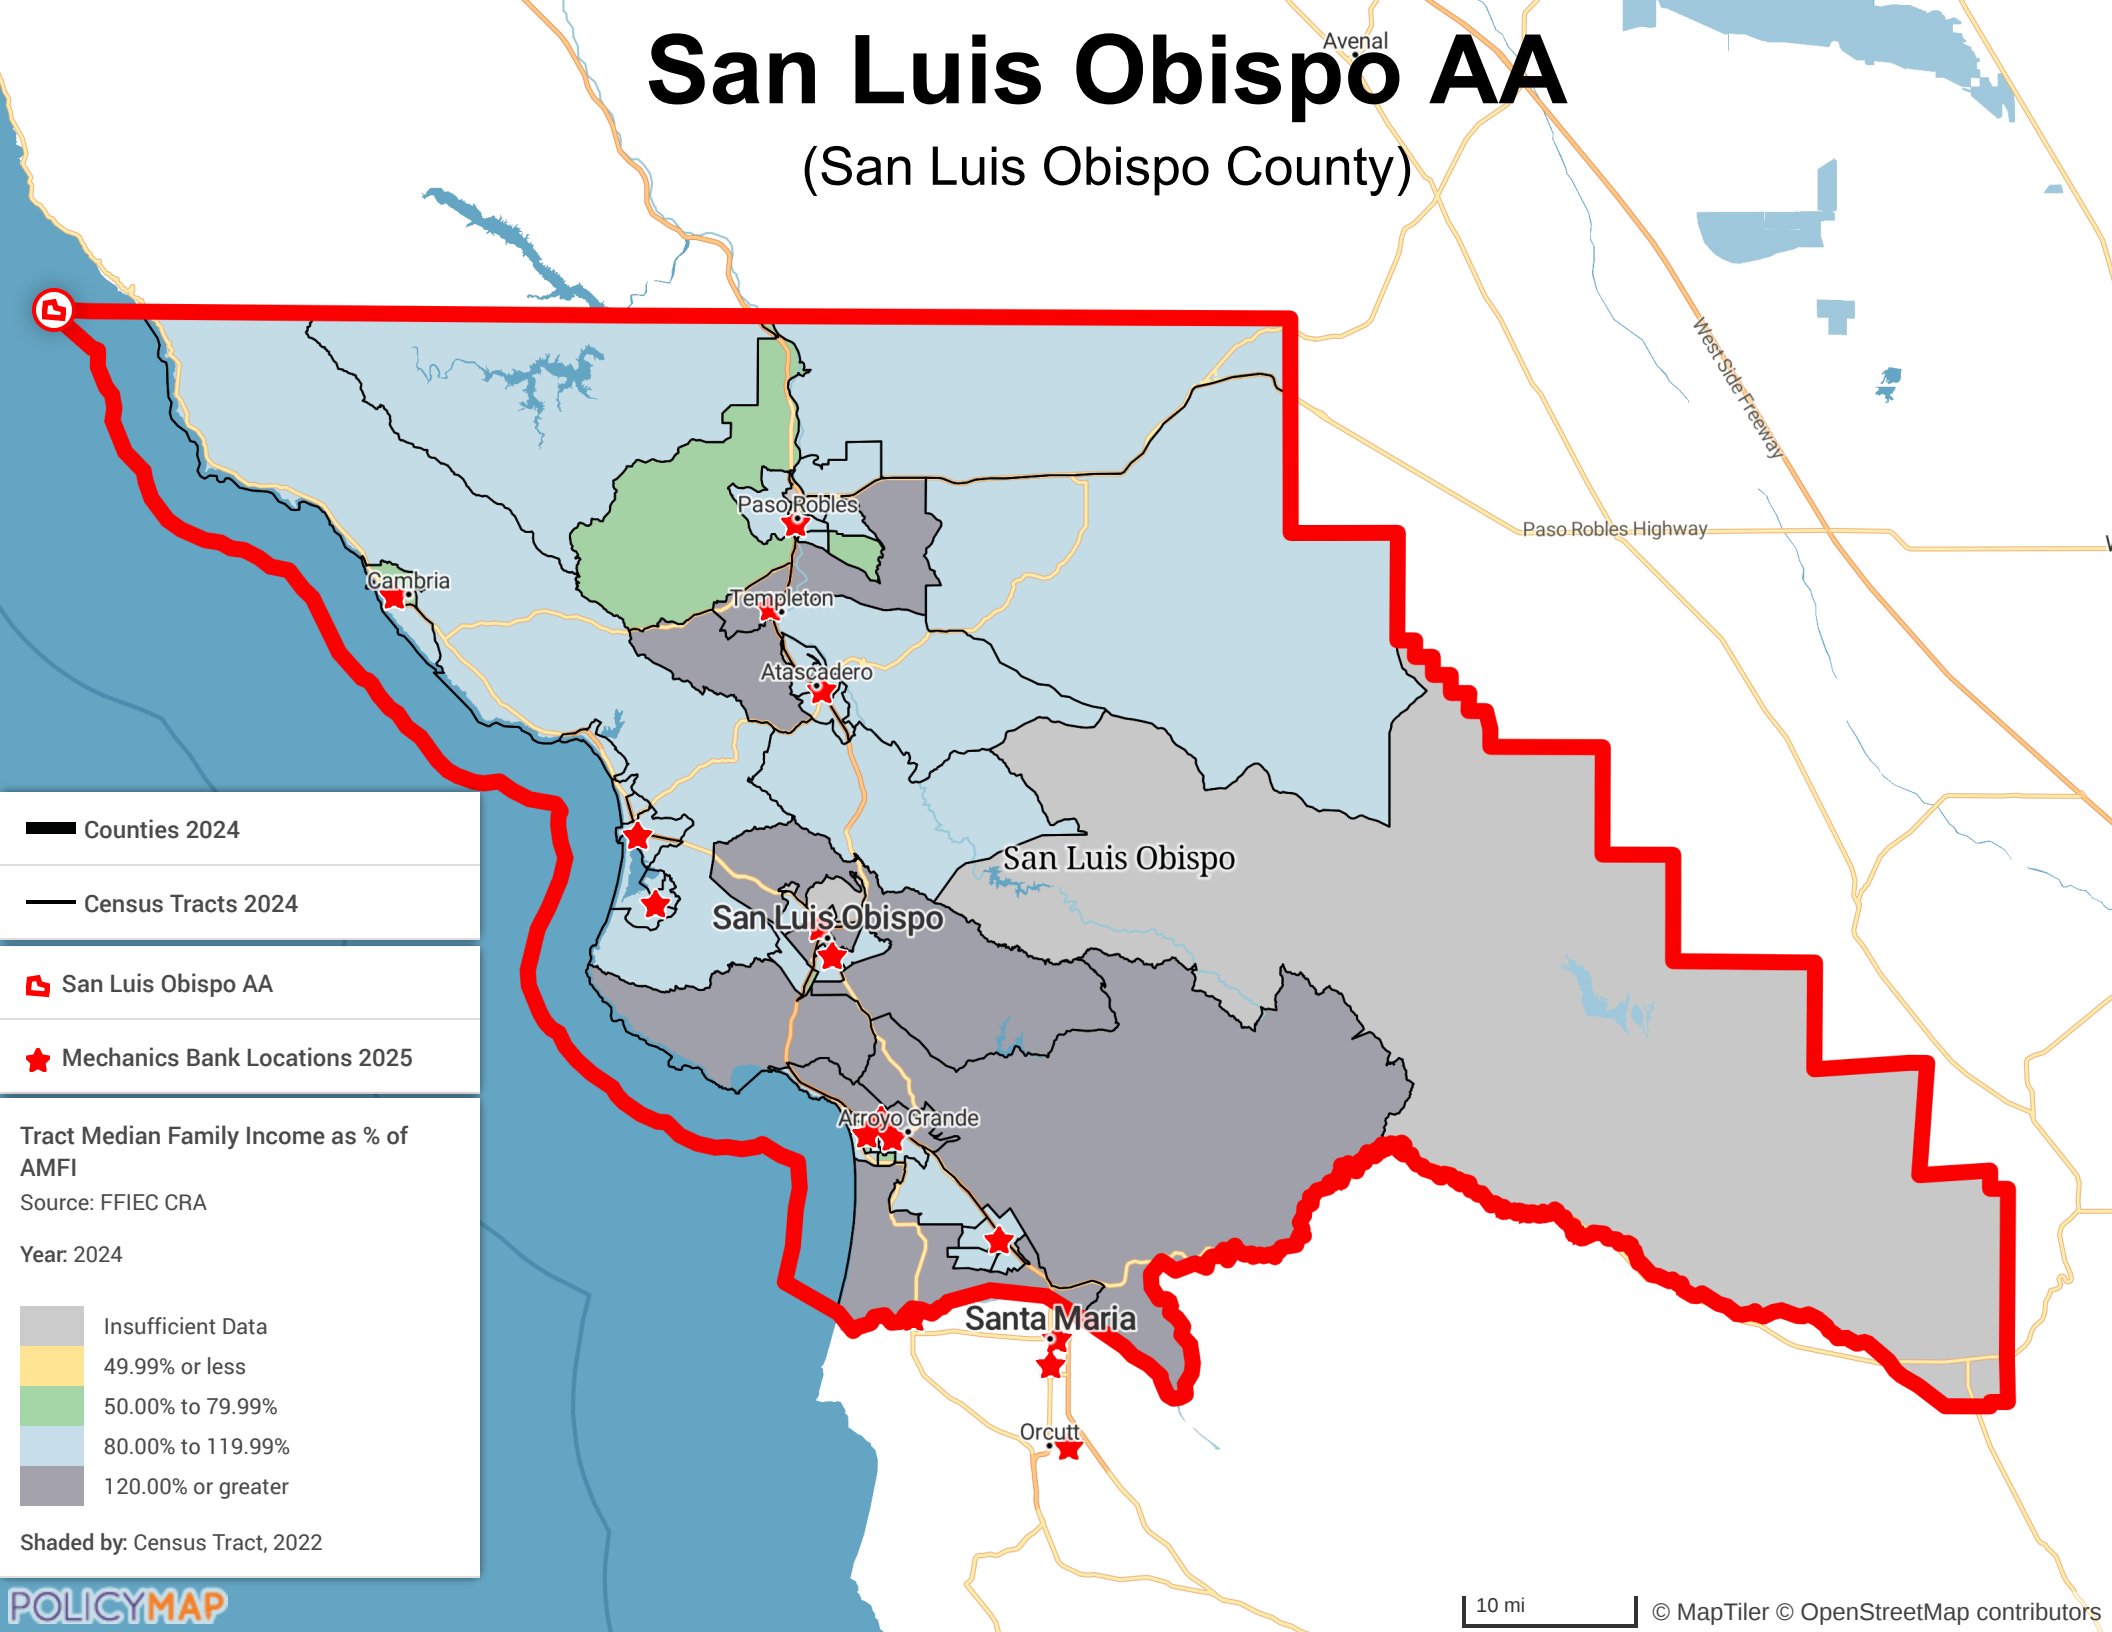 San Luis Obispo AA
(San Luis Obispo County)
Avenal
West Side Freeway
Paso Robles Highway
Paso Robles
Cambria
Templeton
Atascadero
San Luis Obispo
San Luis Obispo
Arroyo Grande
Santa Maria
Orcutt
Counties 2024
Census Tracts 2024
San Luis Obispo AA
Mechanics Bank Locations 2025
Tract Median Family Income as % of
AMFI
Source: FFIEC CRA
Year: 2024
Insufficient Data
49.99% or less
50.00% to 79.99%
80.00% to 119.99%
120.00% or greater
Shaded by: Census Tract, 2022
POLICYMAP
10 mi
© MapTiler © OpenStreetMap contributors